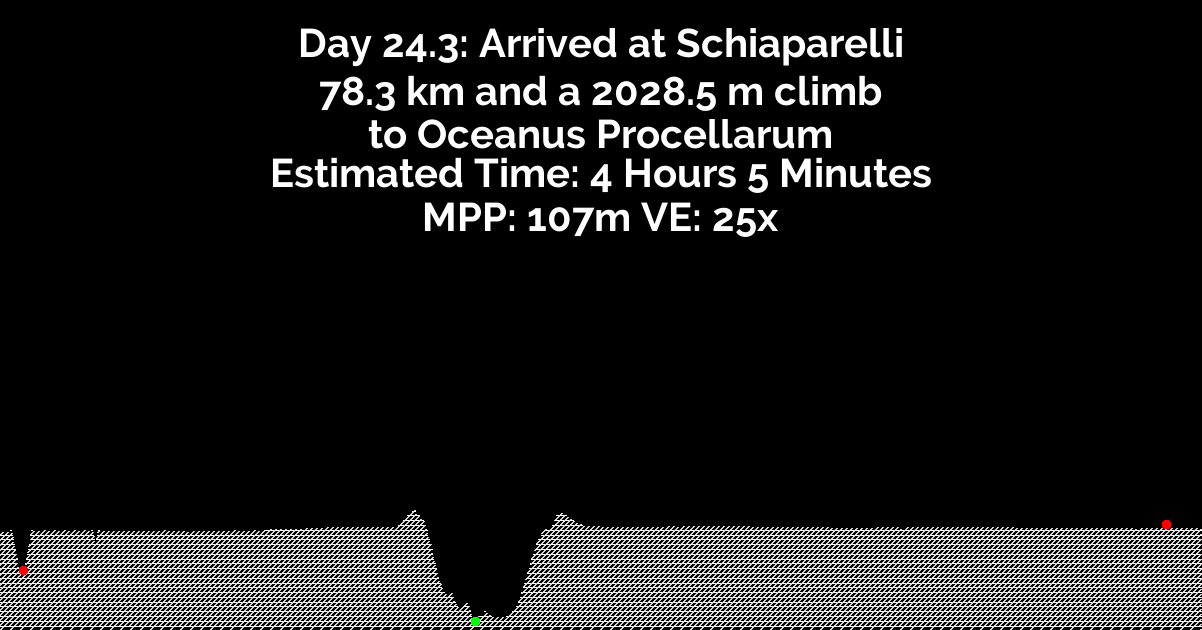 Day 24.3: Arrived at Schiaparelli
78.3 km and a 2028.5 m climb
to Oceanus Procellarum
Estimated Time: 4 Hours 5 Minutes
MPP: 107m VE: 25x